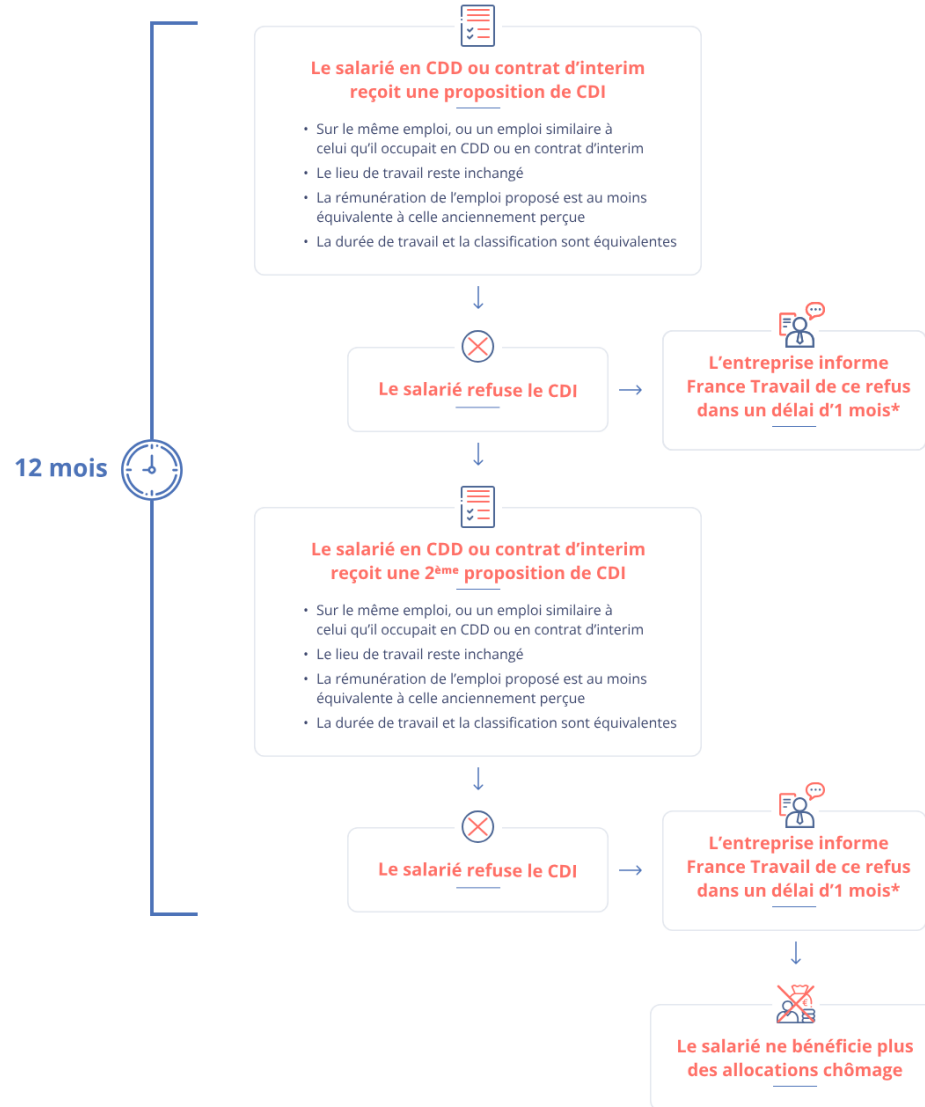 Le salarié en CDD ou contrat d’interim
reçoit une proposition de CDI
• Sur le même emploi, ou un emploi similaire à
celui qu’il occupait en CDD ou en contrat d’interim
• Le lieu de travail reste inchangé
• La rémunération de l’emploi proposé est au moins
équivalente à celle anciennement perçue
• La durée de travail et la classification sont équivalentes
Le salarié refuse le CDI
L’entreprise informe
France Travail de ce refus
dans un délai d’1 mois*
12 mois
Le salarié en CDD ou contrat d’interim
reçoit une 2ème proposition de CDI
• Sur le même emploi, ou un emploi similaire à
celui qu’il occupait en CDD ou en contrat d’interim
• Le lieu de travail reste inchangé
• La rémunération de l’emploi proposé est au moins
équivalente à celle anciennement perçue
• La durée de travail et la classification sont équivalentes
Le salarié refuse le CDI
L’entreprise informe
France Travail de ce refus
dans un délai d’1 mois*
€
Le salarié ne bénéficie plus
des allocations chômage